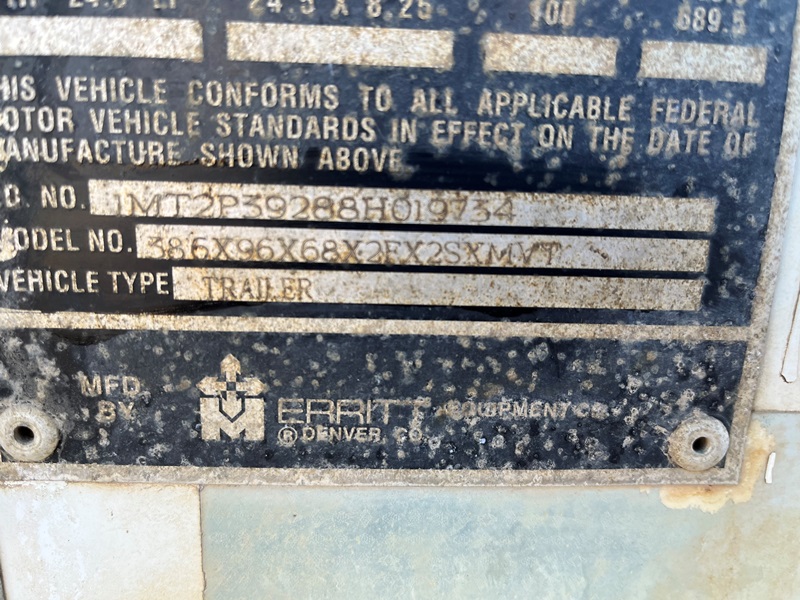 24.5 X 8.25 100 689.5
HIS VEHICLE CONFORMS TO ALL APPLICABLE FEDERAL
OTOR VEHICLE STANDARDS IN EFFECT ON THE DATE OF
ANUFACTURE SHOWN ABOVE
D. NO. 1MT2P39288H019734
ODEL NO. 386X96X68X2FX2SXMVT
VEHICLE TYPE TRAILER
MFD.
BY
M ERRITT EQUIPMENT CO.
® DENVER, CO.